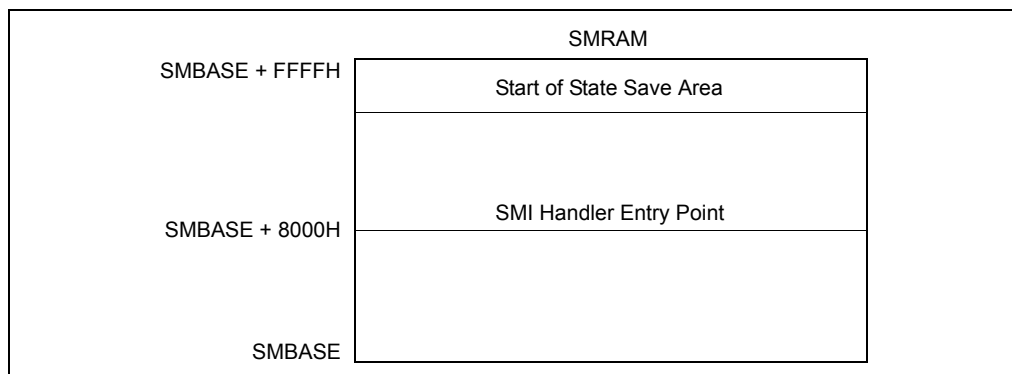 SMRAM
SMBASE + FFFFH
Start of State Save Area
SMI Handler Entry Point
SMBASE + 8000H
SMBASE